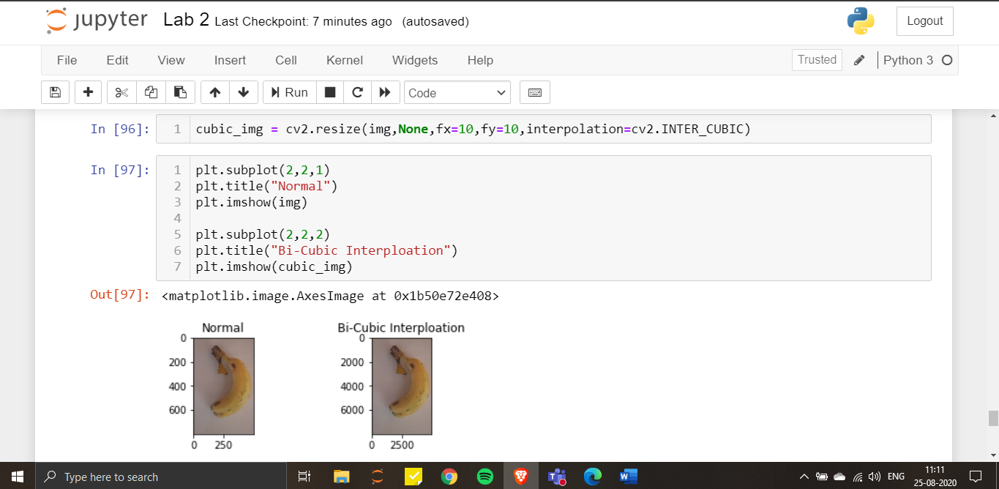 jupyter Lab 2 Last Checkpoint: 7 minutes ago (autosaved) Logout
File Edit View Insert Cell Kernel Widgets Help Trusted Python 3
Run Code
In [96]: 1 cubic_img = cv2.resize(img,None,fx=10,fy=10,interpolation=cv2.INTER_CUBIC)
In [97]: 1 plt.subplot(2,2,1)
2 plt.title("Normal")
3 plt.imshow(img)
4
5 plt.subplot(2,2,2)
6 plt.title("Bi-Cubic Interploation")
7 plt.imshow(cubic_img)
Out[97]: <matplotlib.image.AxesImage at 0x1b50e72e408>
Normal Bi-Cubic Interploation
0 0
200 2000
400 4000
600 6000
0 250 0 2500
Type here to search ENG 11:11
25-08-2020